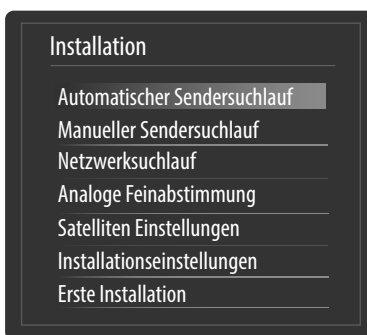 Installation
Automatischer Sendersuchlauf
Manueller Sendersuchlauf
Netzwerksuchlauf
Analoge Feinabstimmung
Satelliten Einstellungen
Installationseinstellungen
Erste Installation